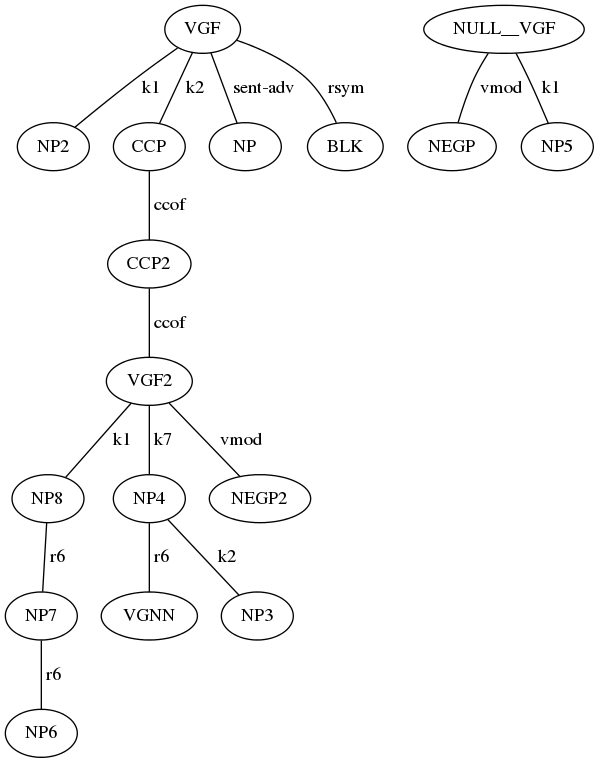 VGF NULL__VGF
k1 k2 sent-adv rsym vmod k1
NP2 CCP NP BLK NEGP NP5
ccof
CCP2
ccof
VGF2
k1 k7 vmod
NP8 NP4 NEGP2
r6 r6 k2
NP7 VGNN NP3
r6
NP6